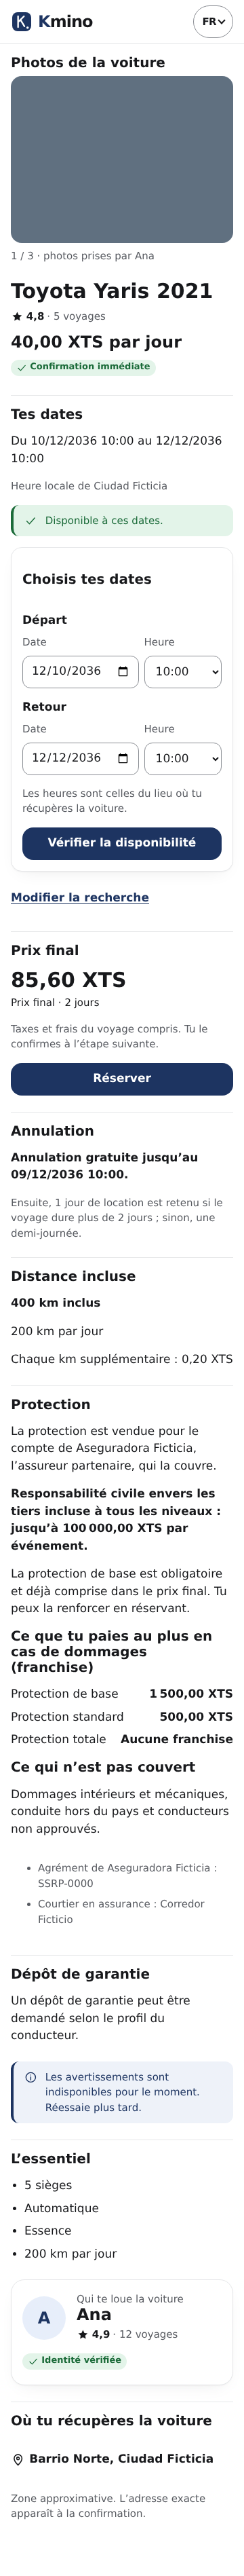 Kmino
FR
Photos de la voiture
1 / 3 · photos prises par Ana
Toyota Yaris 2021
★ 4,8 · 5 voyages
40,00 XTS par jour
Confirmation immédiate
Tes dates
Du 10/12/2036 10:00 au 12/12/2036
10:00
Heure locale de Ciudad Ficticia
Disponible à ces dates.
Choisis tes dates
Départ
Date Heure
12/10/2036 10:00
Retour
Date Heure
12/12/2036 10:00
Les heures sont celles du lieu où tu
récupères la voiture.
Vérifier la disponibilité
Modifier la recherche
Prix final
85,60 XTS
Prix final · 2 jours
Taxes et frais du voyage compris. Tu le
confirmes à l’étape suivante.
Réserver
Annulation
Annulation gratuite jusqu’au
09/12/2036 10:00.
Ensuite, 1 jour de location est retenu si le
voyage dure plus de 2 jours ; sinon, une
demi-journée.
Distance incluse
400 km inclus
200 km par jour
Chaque km supplémentaire : 0,20 XTS
Protection
La protection est vendue pour le
compte de Aseguradora Ficticia,
l’assureur partenaire, qui la couvre.
Responsabilité civile envers les
tiers incluse à tous les niveaux :
jusqu’à 100 000,00 XTS par
événement.
La protection de base est obligatoire
et déjà comprise dans le prix final. Tu
peux la renforcer en réservant.
Ce que tu paies au plus en
cas de dommages
(franchise)
Protection de base 1 500,00 XTS
Protection standard 500,00 XTS
Protection totale Aucune franchise
Ce qui n’est pas couvert
Dommages intérieurs et mécaniques,
conduite hors du pays et conducteurs
non approuvés.
• Agrément de Aseguradora Ficticia :
SSRP-0000
• Courtier en assurance : Corredor
Ficticio
Dépôt de garantie
Un dépôt de garantie peut être
demandé selon le profil du
conducteur.
Les avertissements sont
indisponibles pour le moment.
Réessaie plus tard.
L’essentiel
• 5 sièges
• Automatique
• Essence
• 200 km par jour
A
Qui te loue la voiture
Ana
★ 4,9 · 12 voyages
Identité vérifiée
Où tu récupères la voiture
Barrio Norte, Ciudad Ficticia
Zone approximative. L’adresse exacte
apparaît à la confirmation.